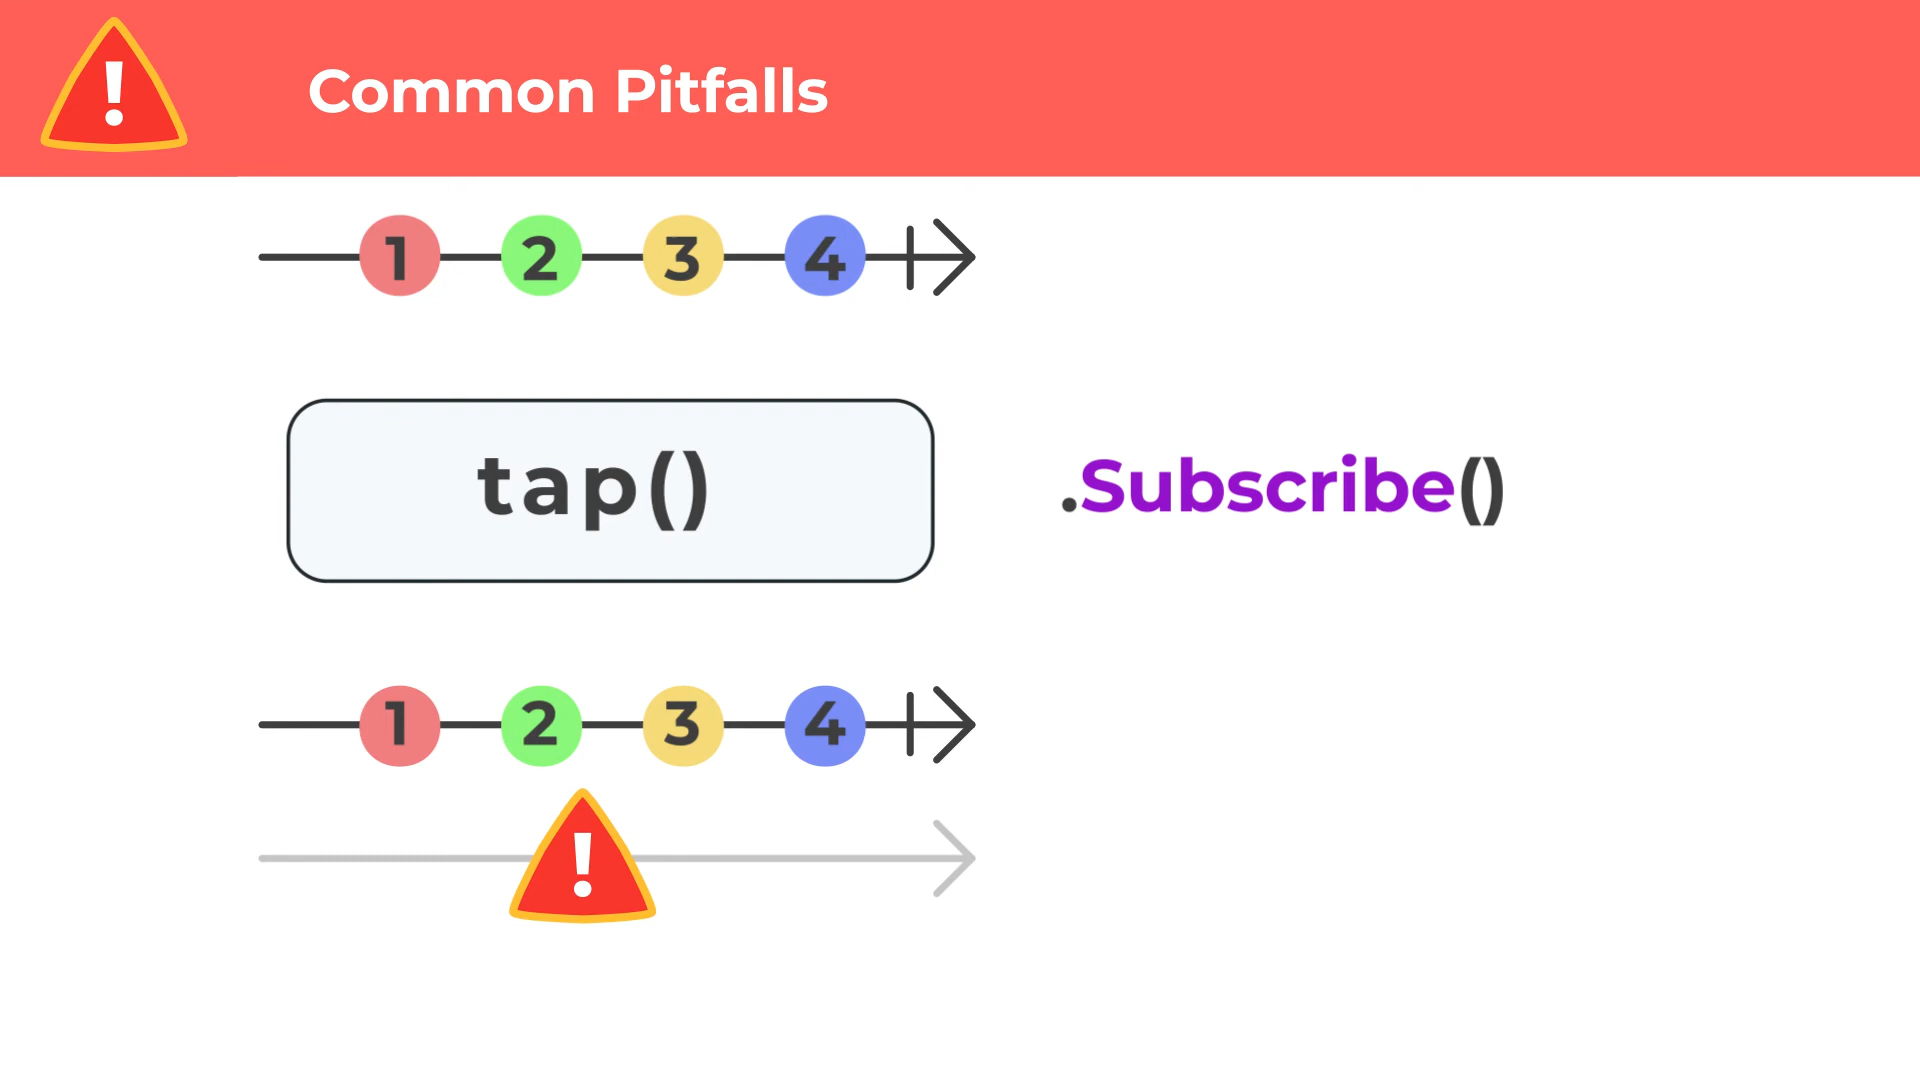 !
Common Pitfalls
1 2 3 4
tap()
.Subscribe()
1 2 3 4
!